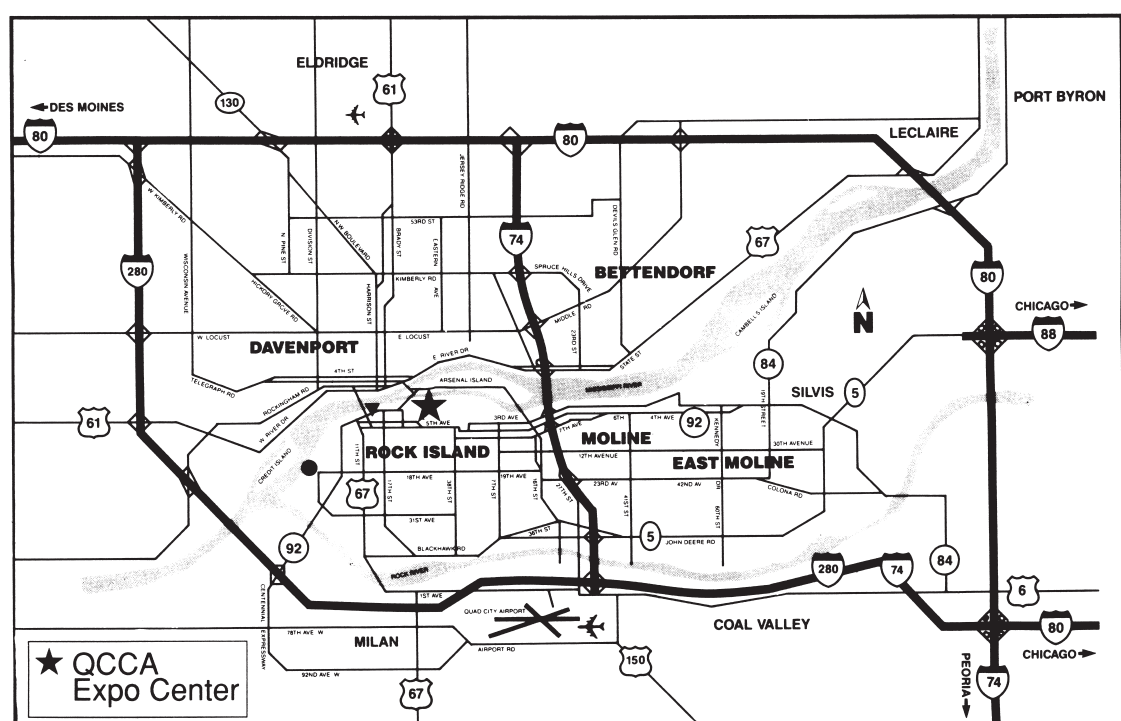 ELDRIDGE
61
130
DES MOINES
80
PORT BYRON
LECLAIRE
80
JERSEY RIDGE RD
W KIMBERLY RD
53RD ST
N PINE ST
DIVISION ST
N.W. BOULEVARD
BRADY ST
EASTERN AVE
DEVILS GLEN RD
74
67
280
WISCONSIN AVENUE
KIMBERLY RD
SPRUCE HILLS DRIVE
BETTENDORF
80
HICKORY GROVE RD
HARRISON ST
MIDDLE RD
CAMBELLS ISLAND
N
CHICAGO
88
W LOCUST
E LOCUST
23RD ST
DAVENPORT
E RIVER DR
STATE ST
84
4TH ST
ARSENAL ISLAND
MISSISSIPPI RIVER
TELEGRAPH RD
ROCKINGHAM RD
SILVIS
5
19TH STREET
61
W RIVER DR
5TH AVE
3RD AVE
7TH AVE
6TH
4TH AVE
92
KENNEDY DR
MOLINE
30TH AVENUE
ROCK ISLAND
12TH AVENUE
EAST MOLINE
CREDIT ISLAND
11TH ST
18TH AVE
19TH AVE
23RD AV
42ND AV
COLONA RD
67
17TH ST
38TH ST
7TH ST
16TH ST
27TH ST
41ST ST
60TH ST
31ST AVE
36TH ST
5
JOHN DEERE RD
92
BLACKHAWK RD
ROCK RIVER
280
74
84
6
1ST AVE
CENTENNIAL EXPRESSWAY
QUAD CITY AIRPORT
COAL VALLEY
80
78TH AVE W
MILAN
AIRPORT RD
CHICAGO
150
92ND AVE W
67
PEORIA
74
QCCA
Expo Center